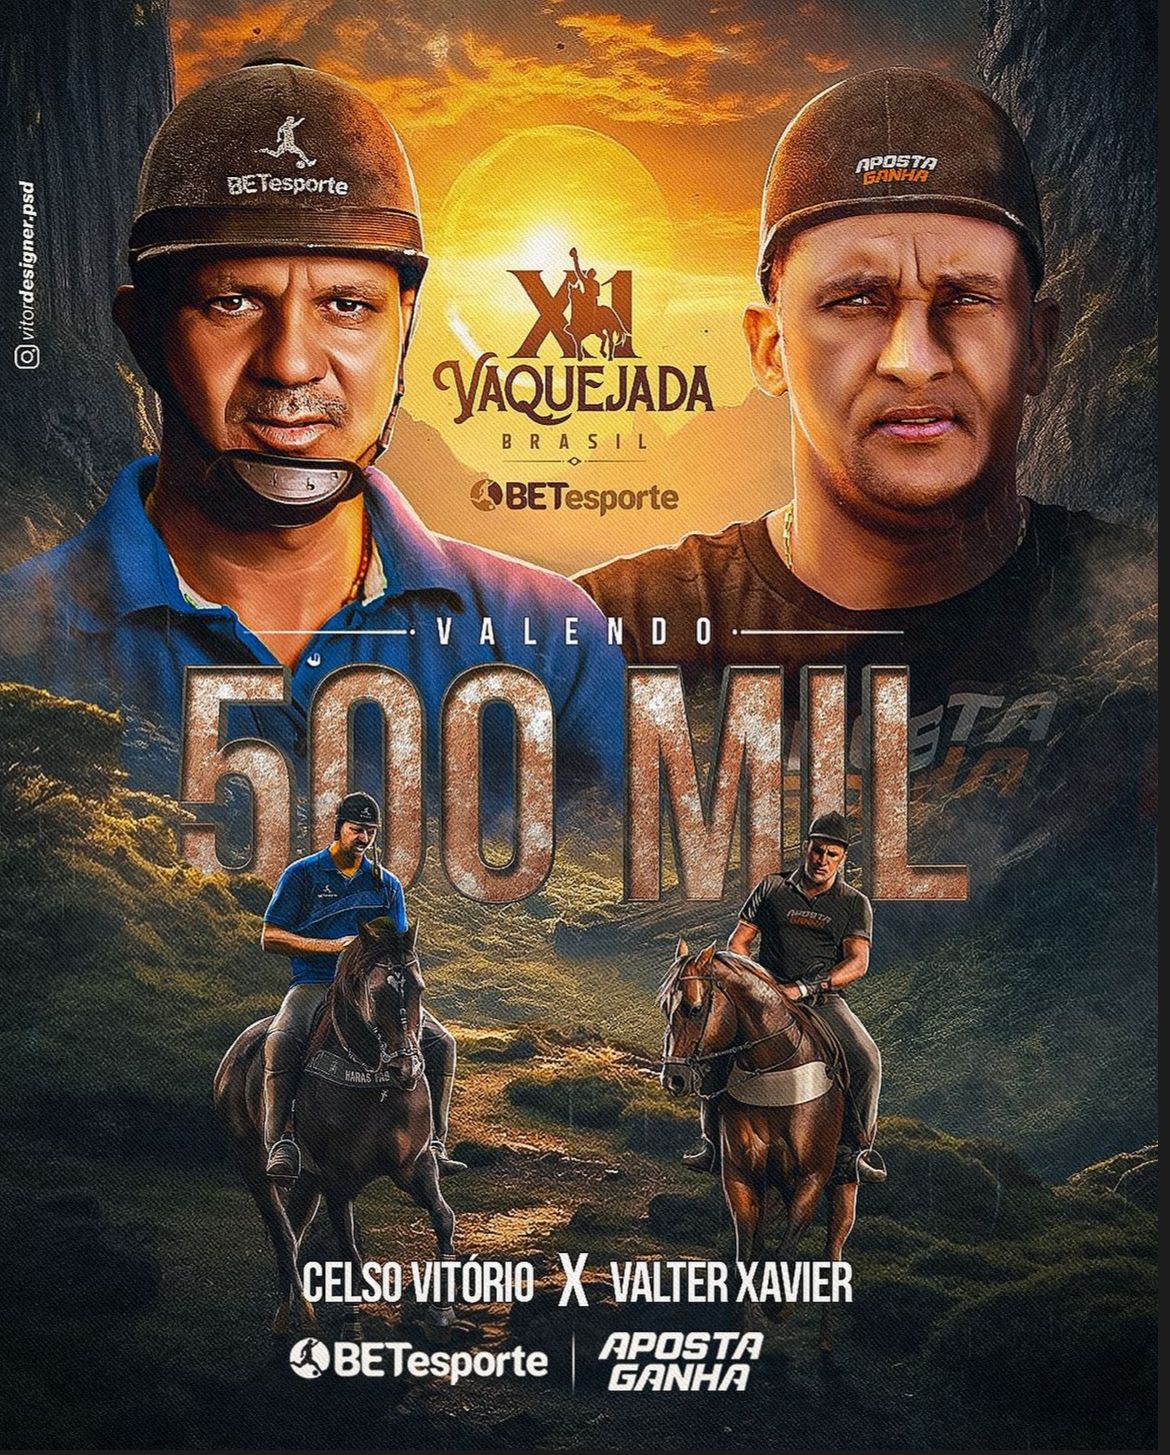 BETesporte
APOSTA
GANHA
vitordesigner.psd
X1
VAQUEJADA
BRASIL
BETesporte
VALENDO
500 MIL
APOSTA
GANHA
HARAS FAB
CELSO VITÓRIO X VALTER XAVIER
BETesporte
APOSTA
GANHA